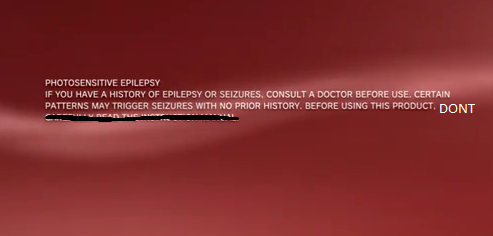 PHOTOSENSITIVE EPILEPSY
IF YOU HAVE A HISTORY OF EPILEPSY OR SEIZURES, CONSULT A DOCTOR BEFORE USE. CERTAIN
PATTERNS MAY TRIGGER SEIZURES WITH NO PRIOR HISTORY. BEFORE USING THIS PRODUCT, DONT